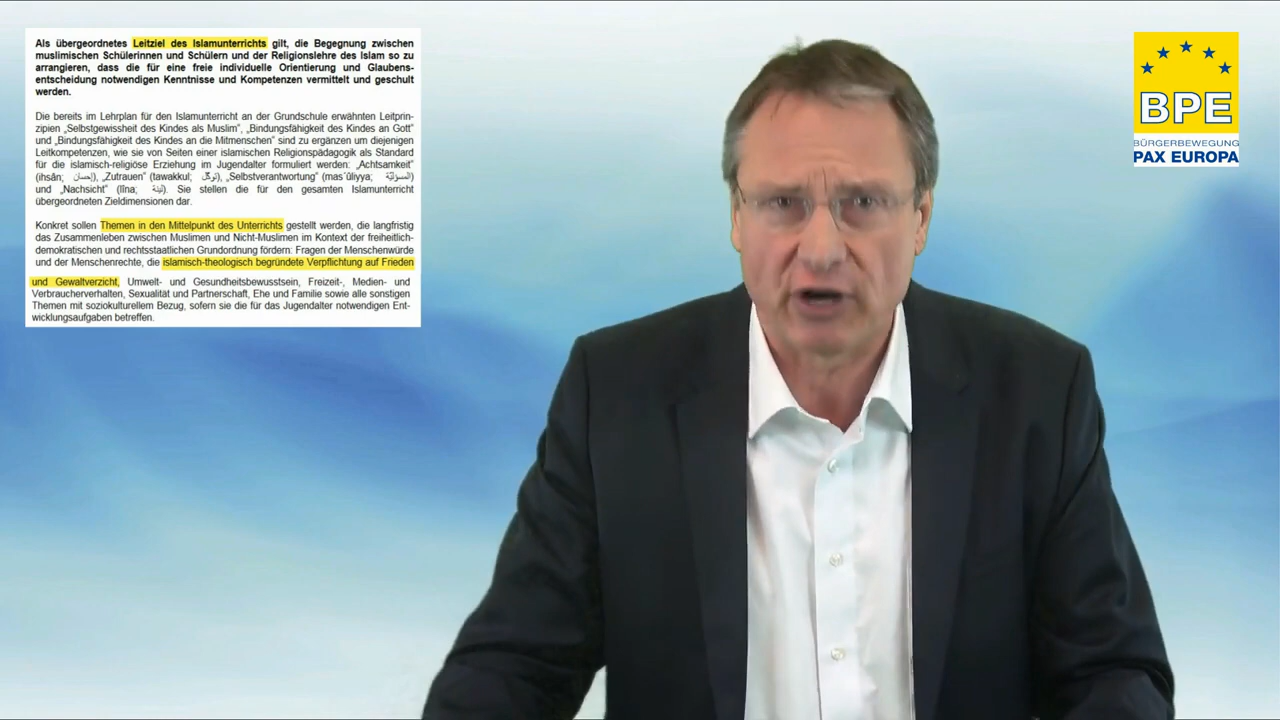 Als übergeordnetes Leitziel des Islamunterrichts gilt, die Begegnung zwischen
muslimischen Schülerinnen und Schülern und der Religionslehre des Islam so zu
arrangieren, dass die für eine freie individuelle Orientierung und Glaubens-
entscheidung notwendigen Kenntnisse und Kompetenzen vermittelt und geschult
werden.
Die bereits im Lehrplan für den Islamunterricht an der Grundschule erwähnten Leitprin-
zipien „Selbstgewissheit des Kindes als Muslim", „Bindungsfähigkeit des Kindes an Gott"
und „Bindungsfähigkeit des Kindes an die Mitmenschen" sind zu ergänzen um diejenigen
Leitkompetenzen, wie sie von Seiten einer islamischen Religionspädagogik als Standard
für die islamisch-religiöse Erziehung im Jugendalter formuliert werden: „Achtsamkeit"
(ihsân; إحسان), „Zutrauen" (tawakkul; توكّل), „Selbstverantwortung" (mas´ûliyya; المسؤليّة)
und „Nachsicht" (lîna; لينة). Sie stellen die für den gesamten Islamunterricht
übergeordneten Zieldimensionen dar.
Konkret sollen Themen in den Mittelpunkt des Unterrichts gestellt werden, die langfristig
das Zusammenleben zwischen Muslimen und Nicht-Muslimen im Kontext der freiheitlich-
demokratischen und rechtsstaatlichen Grundordnung fördern: Fragen der Menschenwürde
und der Menschenrechte, die islamisch-theologisch begründete Verpflichtung auf Frieden
und Gewaltverzicht, Umwelt- und Gesundheitsbewusstsein, Freizeit-, Medien- und
Verbraucherverhalten, Sexualität und Partnerschaft, Ehe und Familie sowie alle sonstigen
Themen mit soziokulturellem Bezug, sofern sie die für das Jugendalter notwendigen Ent-
wicklungsaufgaben betreffen.
BPE
BÜRGERBEWEGUNG
PAX EUROPA